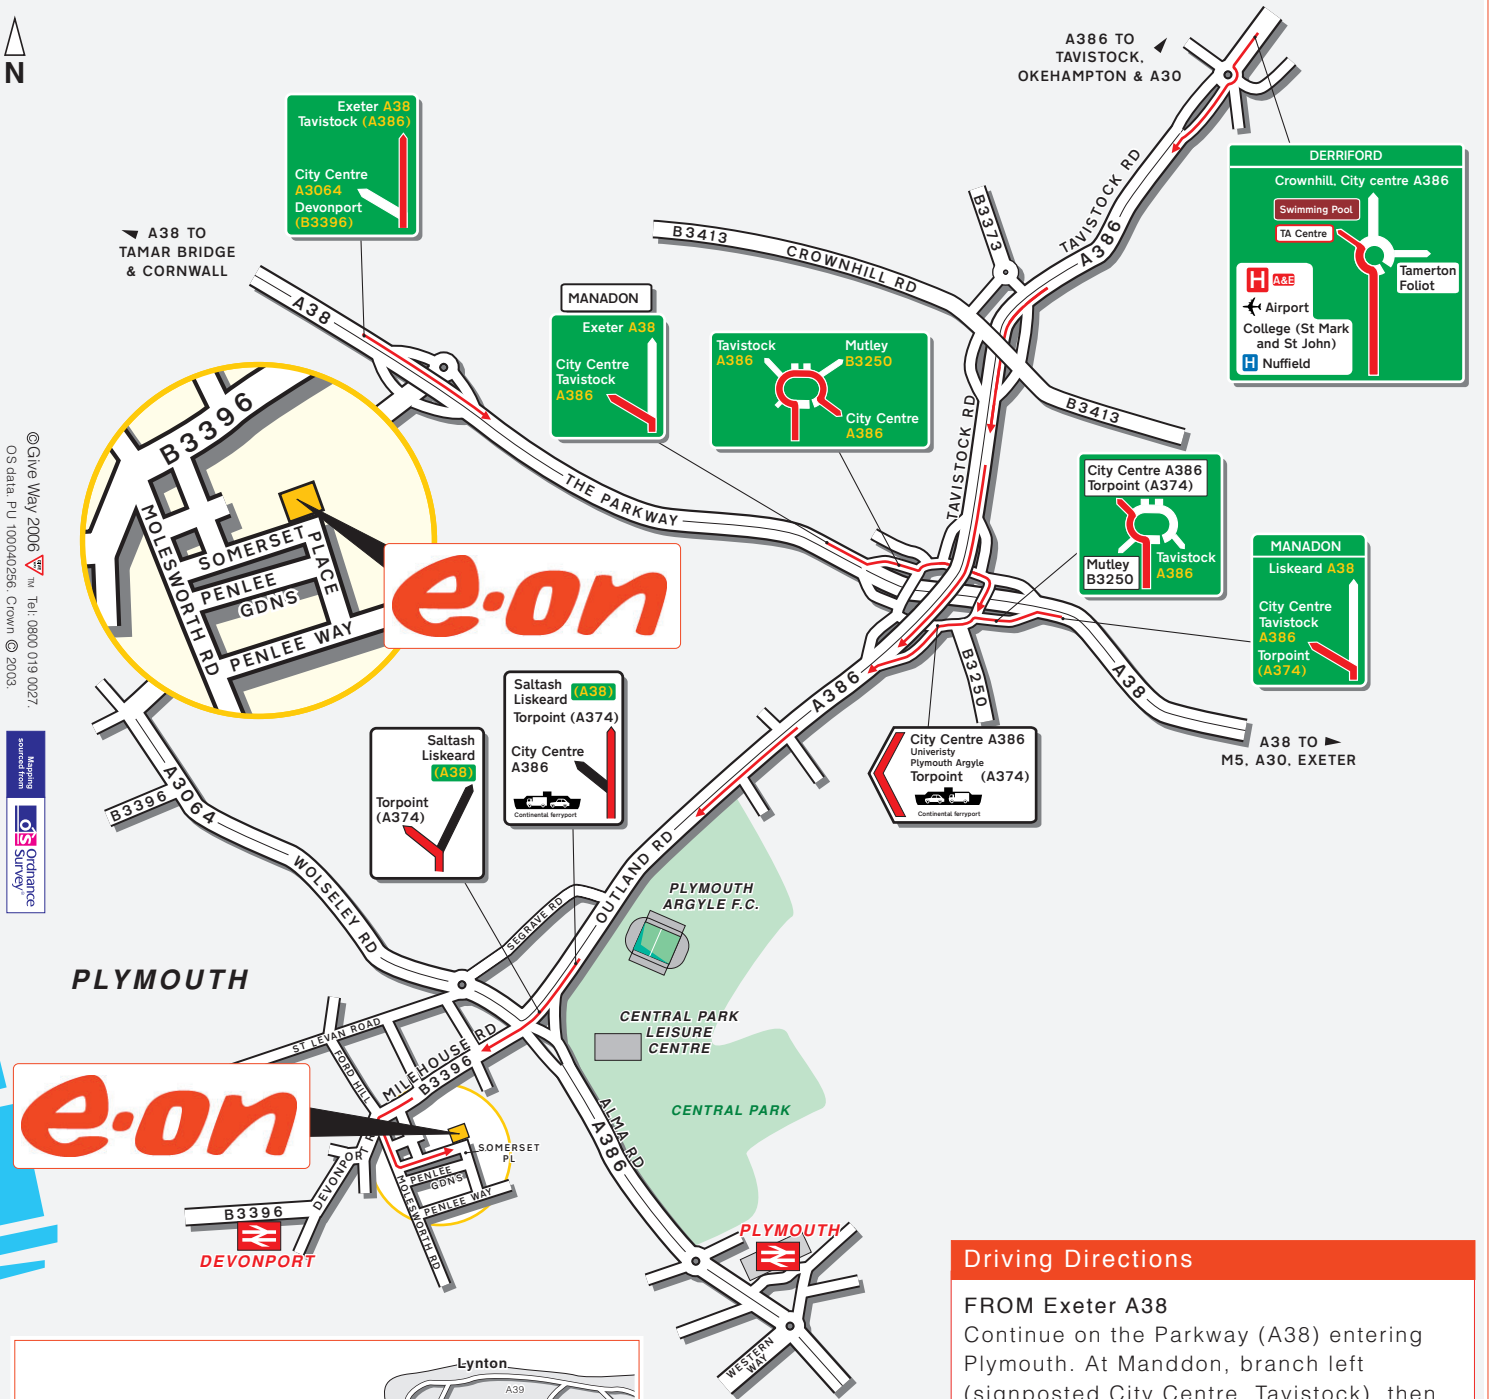 N
A386 TO
TAVISTOCK,
OKEHAMPTON & A30
Exeter A38
Tavistock (A386)
City Centre
A3064
Devonport
(B3396)
A38 TO
TAMAR BRIDGE
& CORNWALL
A38
MANADON
Exeter A38
City Centre
Tavistock
A386
B3413
CROWNHILL RD
B3373
TAVISTOCK RD
A386
DERRIFORD
Crownhill, City centre A386
Swimming Pool
TA Centre
H A&E
Airport
College (St Mark
and St John)
H Nuffield
Tamerton
Foliot
Tavistock
A386
Mutley
B3250
City Centre
A386
B3413
TAVISTOCK RD
City Centre A386
Torpoint (A374)
Mutley
B3250
Tavistock
A386
MANADON
Liskeard A38
City Centre
Tavistock
A386
Torpoint
(A374)
THE PARKWAY
B3396
MOLESWORTH RD
SOMERSET
PLACE
PENLEE
GDNS
PENLEE WAY
e·on
©Give Way 2006 TM Tel: 0800 019 0027.
OS data. PU 100040256. Crown © 2003.
Mapping
sourced from
OS Ordnance
Survey®
A386
B3250
A38
A38 TO
M5, A30, EXETER
City Centre A386
Univeristy
Plymouth Argyle
Torpoint (A374)
Continental ferryport
Saltash
Liskeard (A38)
Torpoint (A374)
City Centre
A386
Continental ferryport
Saltash
Liskeard
(A38)
Torpoint
(A374)
A3064
B3396
WOLSELEY RD
SEGRAVE RD
OUTLAND RD
PLYMOUTH
ARGYLE F.C.
PLYMOUTH
CENTRAL PARK
LEISURE
CENTRE
CENTRAL PARK
ST LEVAN ROAD
FORD HILL
MILEHOUSE RD
B3396
e·on
ALMA RD
A386
SOMERSET
PL
PENLEE
GDNS
PENLEE WAY
MOLESWORTH RD
DEVONPORT
B3396
DEVONPORT
PLYMOUTH
WESTERN
WAY
Driving Directions
FROM Exeter A38
Continue on the Parkway (A38) entering
Plymouth. At Manddon, branch left
(signposted City Centre, Tavistock), then
Lynton
A39